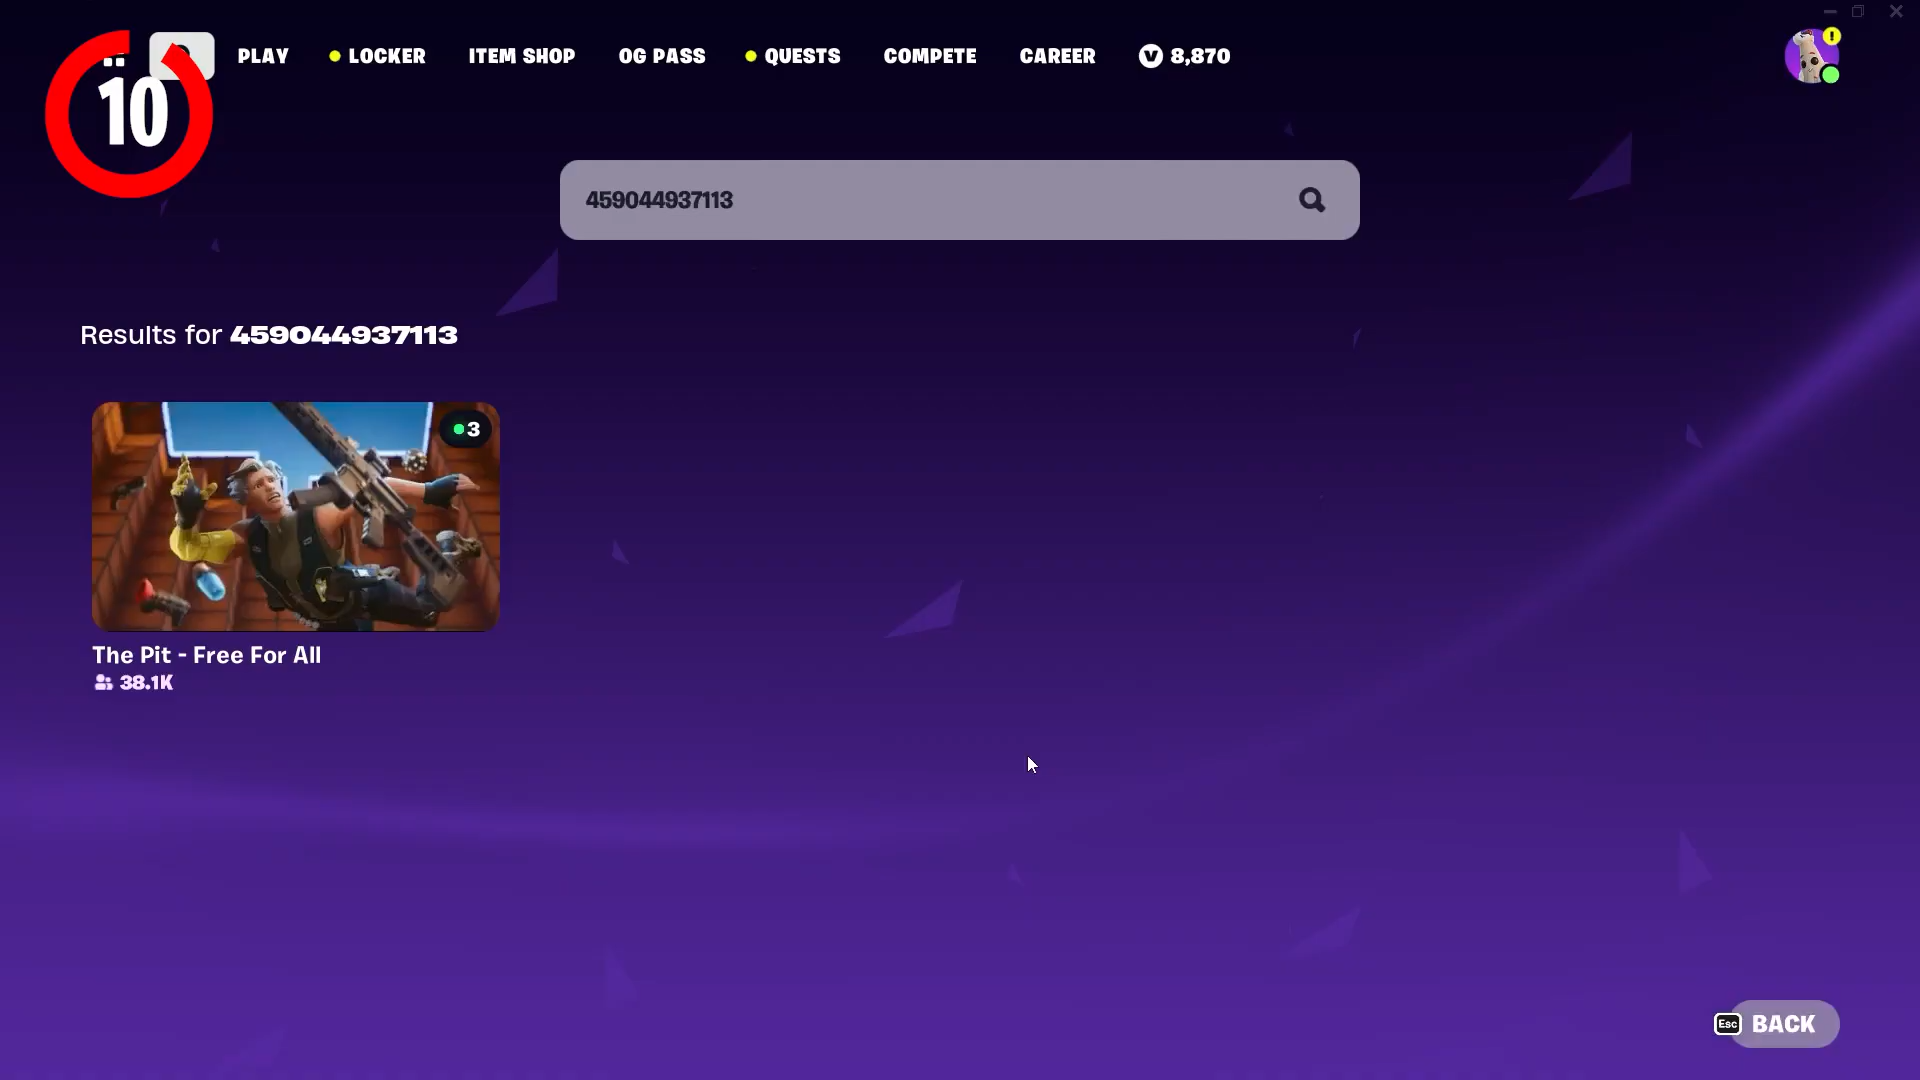 10
PLAY
LOCKER
ITEM SHOP
OG PASS
QUESTS
COMPETE
CAREER
V 8,870
!
459044937113
Results for 459044937113
3
The Pit - Free For All
38.1K
Esc BACK